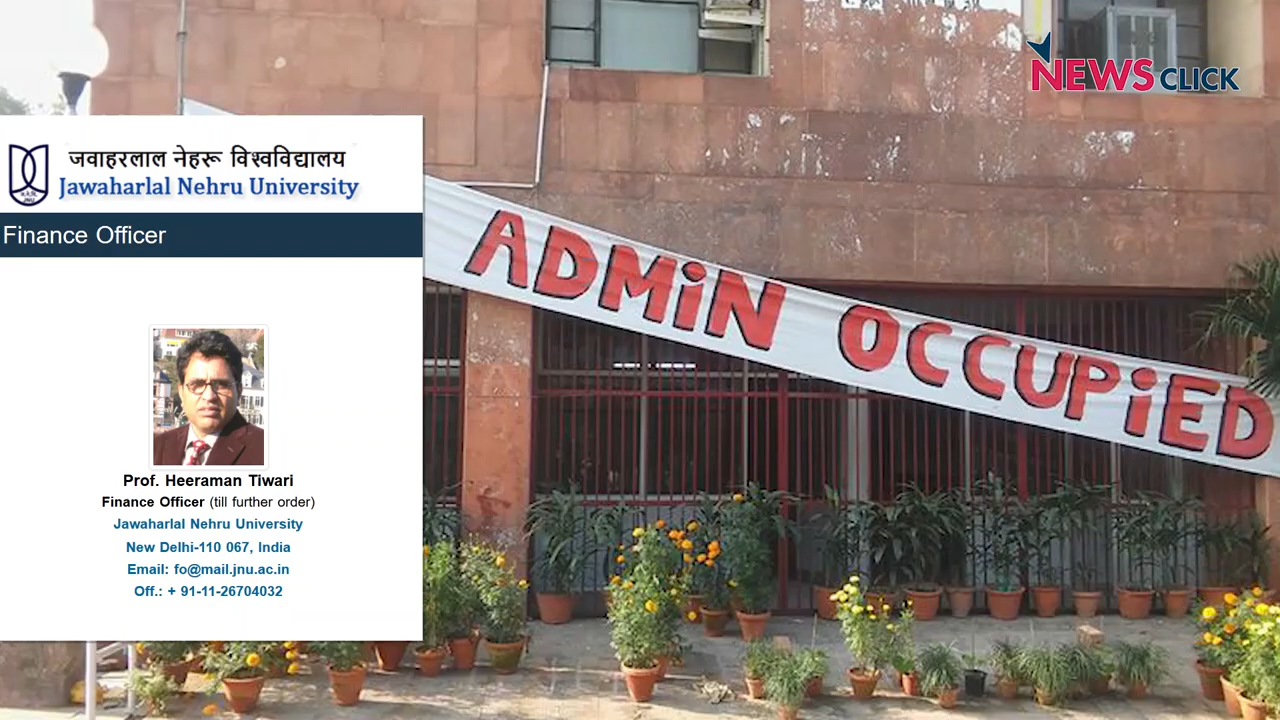 NEWSCLICK
जवाहरलाल नेहरू विश्वविद्यालय
Jawaharlal Nehru University
JNU
Finance Officer
ADMiN OCCUPiED
Prof. Heeraman Tiwari
Finance Officer (till further order)
Jawaharlal Nehru University
New Delhi-110 067, India
Email: fo@mail.jnu.ac.in
Off.: + 91-11-26704032